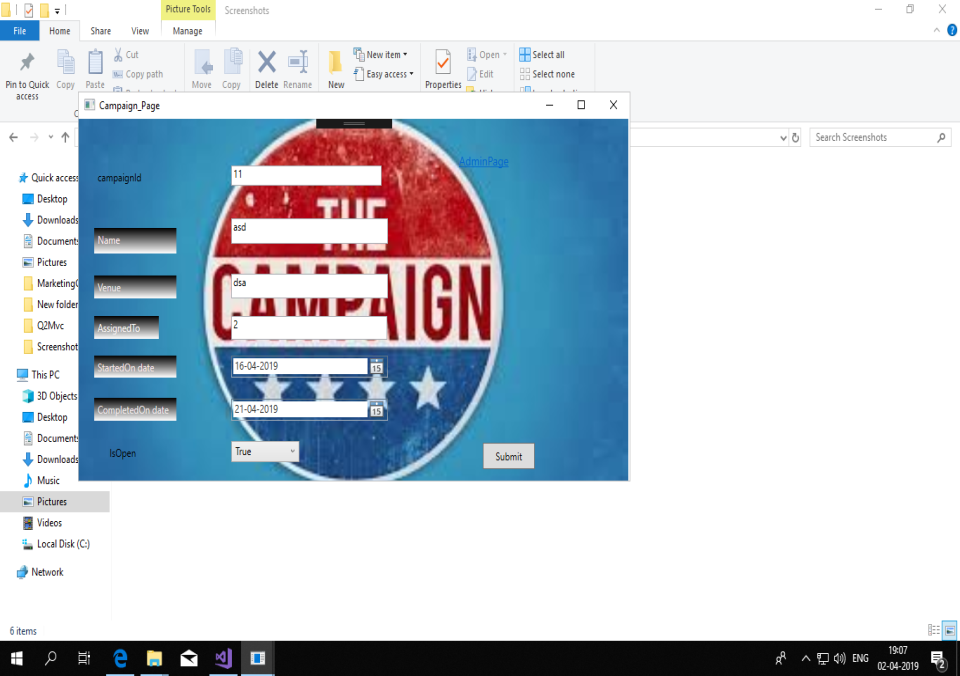 Picture Tools
Screenshots
File
Home
Share
View
Manage
Pin to Quick access
Copy
Paste
Cut
Copy path
Move
Copy
Delete
Rename
New
New item
Easy access
Properties
Open
Edit
Select all
Select none
Campaign_Page
Search Screenshots
AdminPage
campaignId
11
THE
CAMPAIGN
Name
asd
Venue
dsa
AssignedTo
2
StartedOn date
16-04-2019
15
CompletedOn date
21-04-2019
15
IsOpen
True
Submit
Quick access
Desktop
Downloads
Documents
Pictures
Marketing
New folder
Q2Mvc
Screenshot
This PC
3D Objects
Desktop
Documents
Downloads
Music
Pictures
Videos
Local Disk (C:)
Network
6 items
ENG
19:07
02-04-2019
2